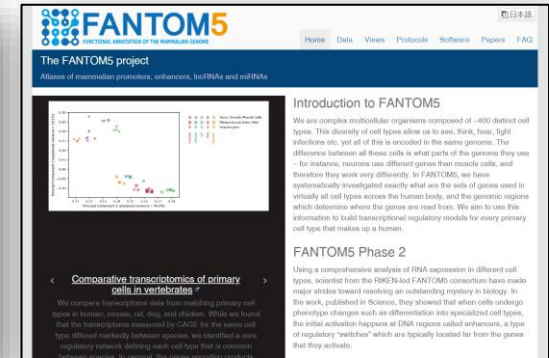 日本語
FANTOM5
FUNCTIONAL ANNOTATION OF THE MAMMALIAN GENOME
Home Data Views Protocols Software Papers FAQ
The FANTOM5 project
Atlases of mammalian promoters, enhancers, lncRNAs and miRNAs
Introduction to FANTOM5
We are complex multicellular organisms composed of ~400 distinct cell
types. This diversity of cell types allow us to see, think, hear, fight
infections etc, yet all of this is encoded in the same genome. The
difference between all these cells is what parts of the genome they use
– for instance, neurons use different genes than muscle cells, and
therefore they work very differently. In FANTOM5, we have
systematically investigated exactly what are the sets of genes used in
virtually all cell types across the human body, and the genomic regions
which determine where the genes are read from. We aim to use this
information to build transcriptional regulatory models for every primary
cell type that makes up a human.
FANTOM5 Phase 2
Using a comprehensive analysis of RNA expression in different cell
types, scientist from the RIKEN-led FANTOM5 consortium have made
major strides toward resolving an outstanding mystery in biology. In
the work, published in Science, they showed that when cells undergo
phenotype changes such as differentiation into specialized cell types,
the initial activation happens at DNA regions called enhancers, a type
of regulatory "switches" which are typically located far from the genes
that they activate.
Comparative transcriptomics of primary
cells in vertebrates
We compare transcriptome data from matching primary cell
types in human, mouse, rat, dog, and chicken. While we found
that the transcriptome measured by CAGE for the same cell
type differed markedly between species, we identified a core
regulatory network defining each cell type that is common